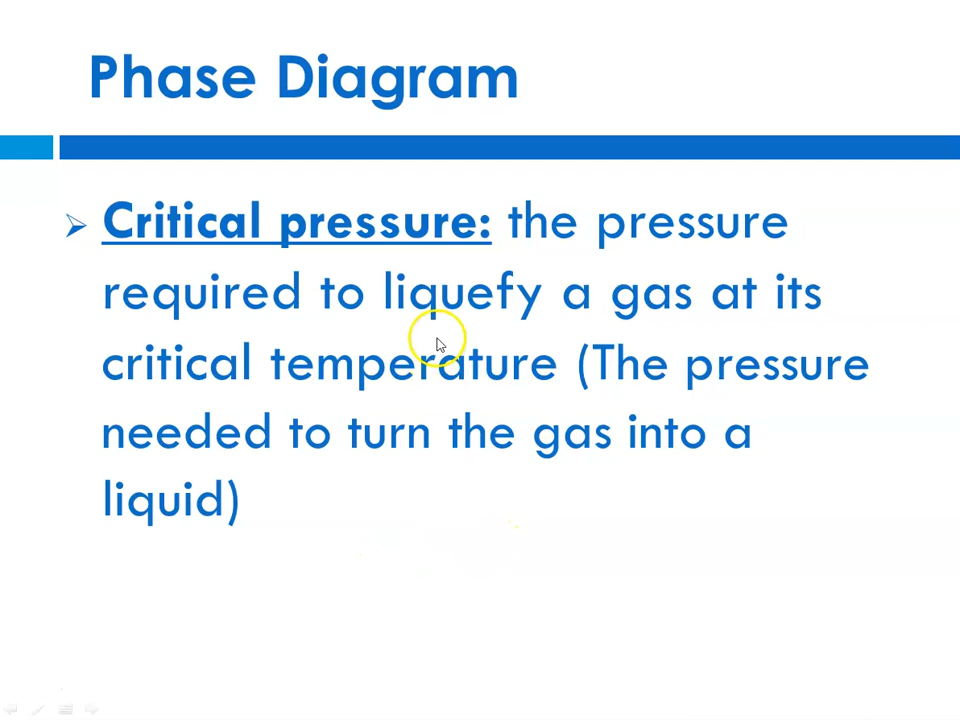 Phase Diagram
Critical pressure: the pressure
required to liquefy a gas at its
critical temperature (The pressure
needed to turn the gas into a
liquid)